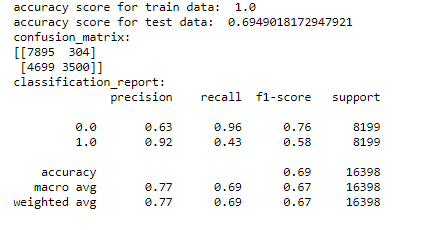 accuracy score for train data:  1.0
accuracy score for test data:  0.6949018172947921
confusion_matrix:
[[7895  304]
 [4699 3500]]
classification_report:
              precision    recall  f1-score   support

         0.0       0.63      0.96      0.76      8199
         1.0       0.92      0.43      0.58      8199

    accuracy                           0.69     16398
   macro avg       0.77      0.69      0.67     16398
weighted avg       0.77      0.69      0.67     16398